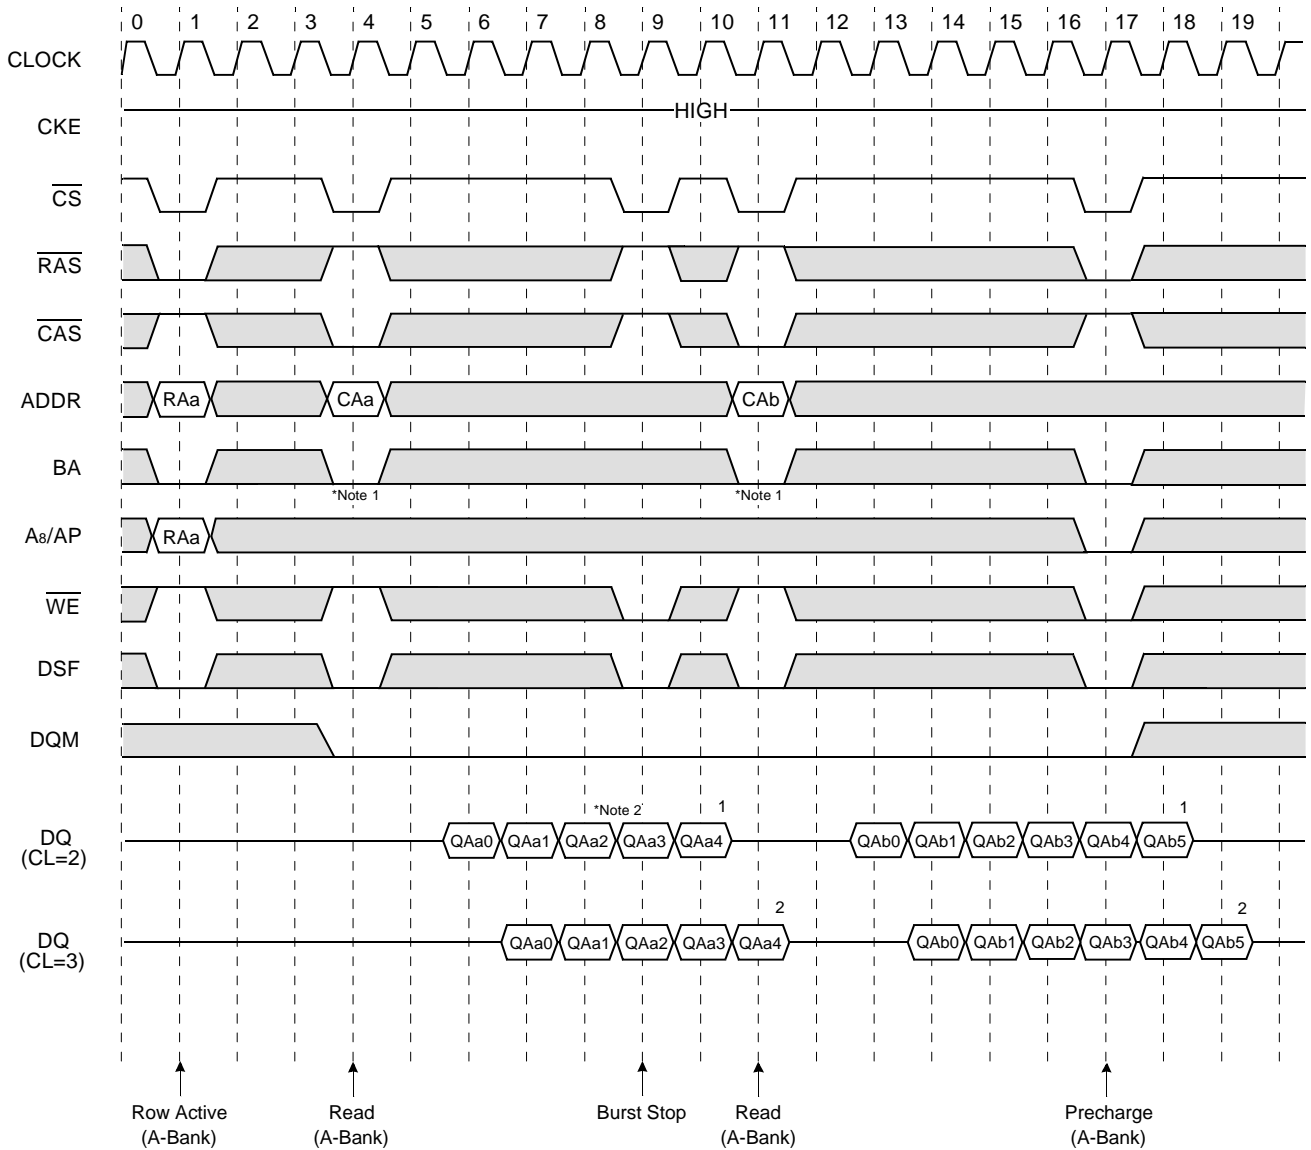 0 1 2 3 4 5 6 7 8 9 10 11 12 13 14 15 16 17 18 19
CLOCK
HIGH
CKE
CS
RAS
CAS
ADDR RAa CAa CAb
BA
*Note 1 *Note 1
A8/AP RAa
WE
DSF
DQM
*Note 2 1 1
DQ
(CL=2)
QAa0 QAa1 QAa2 QAa3 QAa4 QAb0 QAb1 QAb2 QAb3 QAb4 QAb5
2 2
DQ
(CL=3)
QAa0 QAa1 QAa2 QAa3 QAa4 QAb0 QAb1 QAb2 QAb3 QAb4 QAb5
Row Active
(A-Bank)
Read
(A-Bank)
Burst Stop
Read
(A-Bank)
Precharge
(A-Bank)